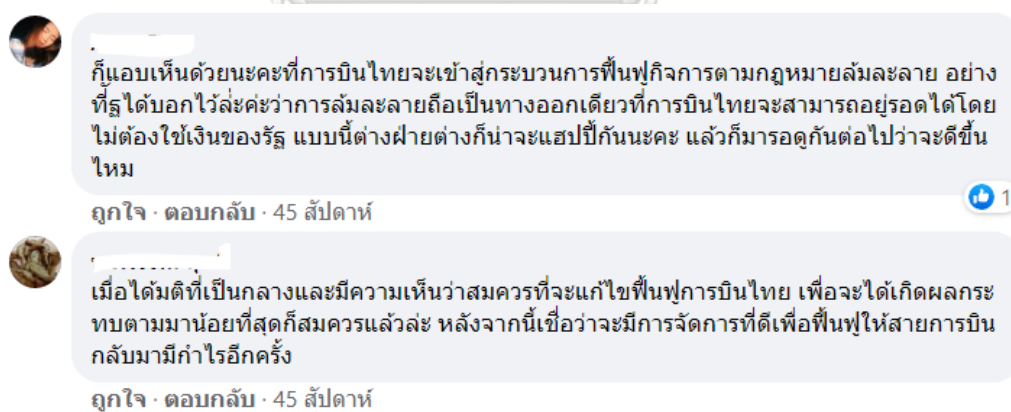 ก็แอบเห็นด้วยนะคะที่การบินไทยจะเข้าสู่กระบวนการฟื้นฟูกิจการตามกฎหมายล้มละลาย อย่าง
ที่รัฐได้บอกไว้ล่ะค่ะว่าการล้มละลายถือเป็นทางออกเดียวที่การบินไทยจะสามารถอยู่รอดได้โดย
ไม่ต้องใช้เงินของรัฐ แบบนี้ต่างฝ่ายต่างก็น่าจะแฮปปี้กันนะคะ แล้วก็มารอดูกันต่อไปว่าจะดีขึ้น
ไหม
1
ถูกใจ · ตอบกลับ · 45 สัปดาห์
เมื่อได้มติที่เป็นกลางและมีความเห็นว่าสมควรที่จะแก้ไขฟื้นฟูการบินไทย เพื่อจะได้เกิดผลกระ
ทบตามมาน้อยที่สุดก็สมควรแล้วล่ะ หลังจากนี้เชื่อว่าจะมีการจัดการที่ดีเพื่อฟื้นฟูให้สายการบิน
กลับมามีกำไรอีกครั้ง
ถูกใจ · ตอบกลับ · 45 สัปดาห์